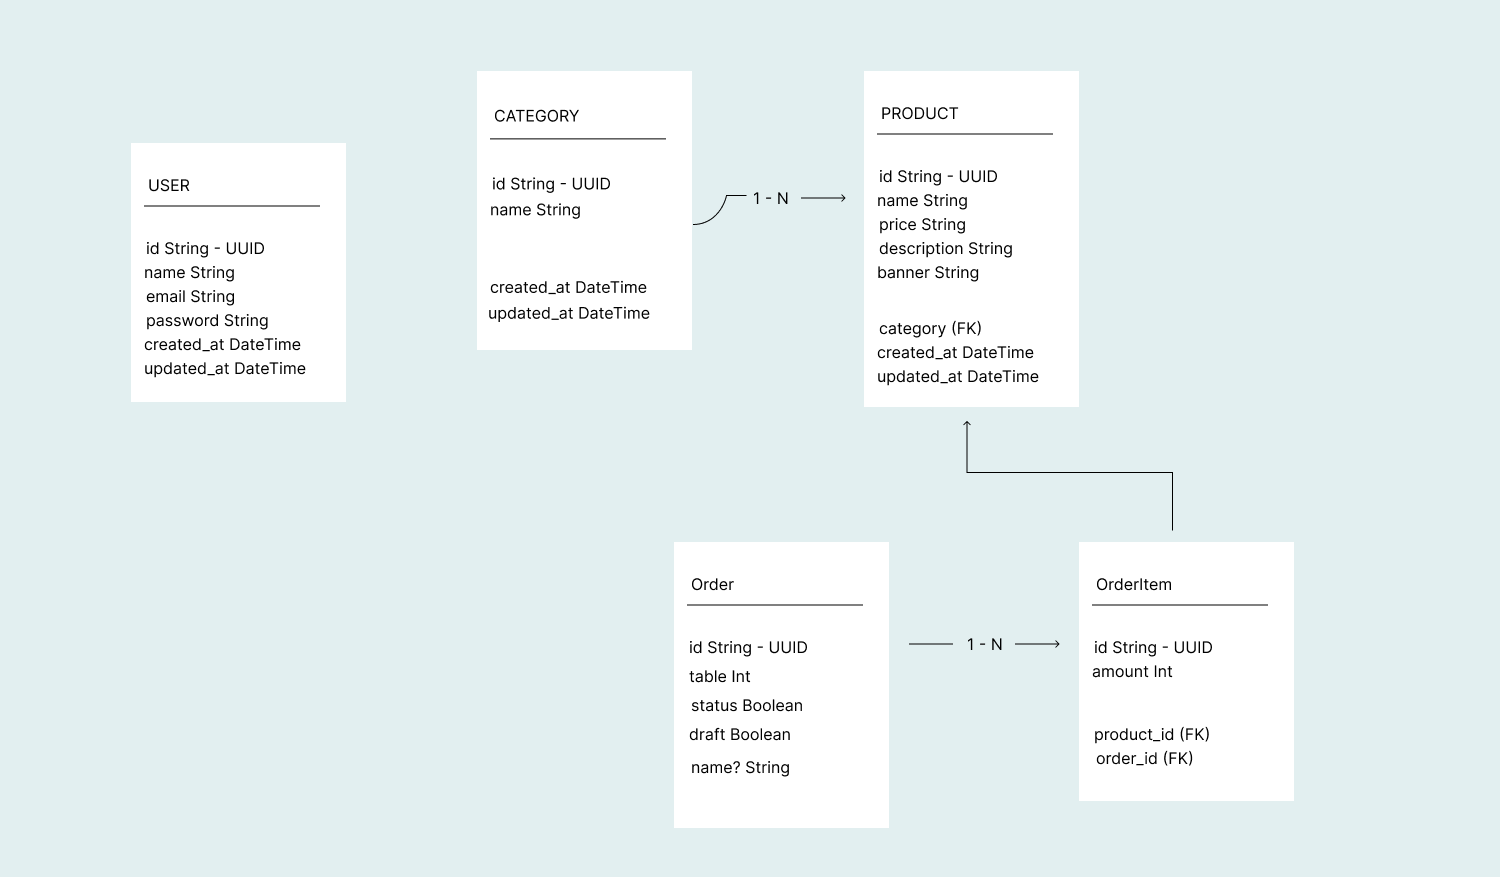 USER
id String - UUID
name String
email String
password String
created_at DateTime
updated_at DateTime
CATEGORY
id String - UUID
name String
created_at DateTime
updated_at DateTime
1 - N
PRODUCT
id String - UUID
name String
price String
description String
banner String
category (FK)
created_at DateTime
updated_at DateTime
Order
id String - UUID
table Int
status Boolean
draft Boolean
name? String
1 - N
OrderItem
id String - UUID
amount Int
product_id (FK)
order_id (FK)